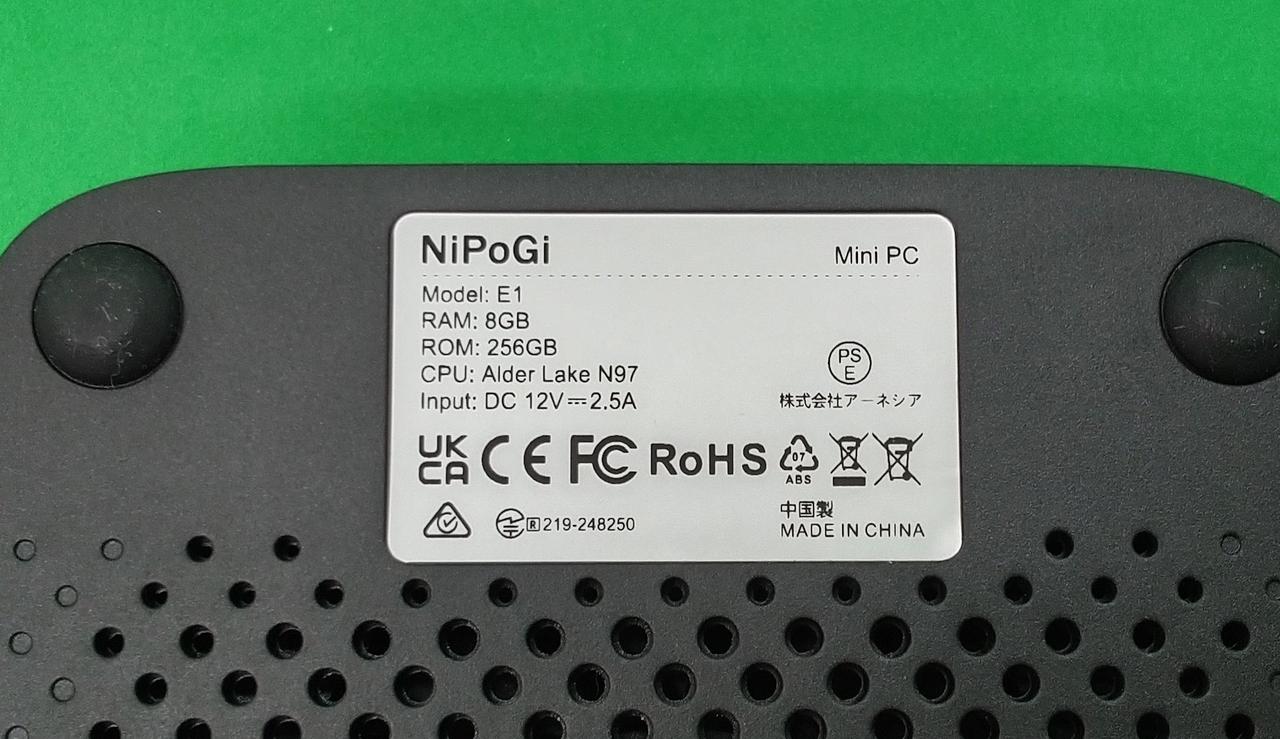 NiPoGi
Mini PC
Model: E1
RAM: 8GB
ROM: 256GB
CPU: Alder Lake N97
Input: DC 12V⎓2.5A
PS
E
株式会社アーネシア
UK
CA CE FC RoHS 07
ABS
R 219-248250
中国製
MADE IN CHINA